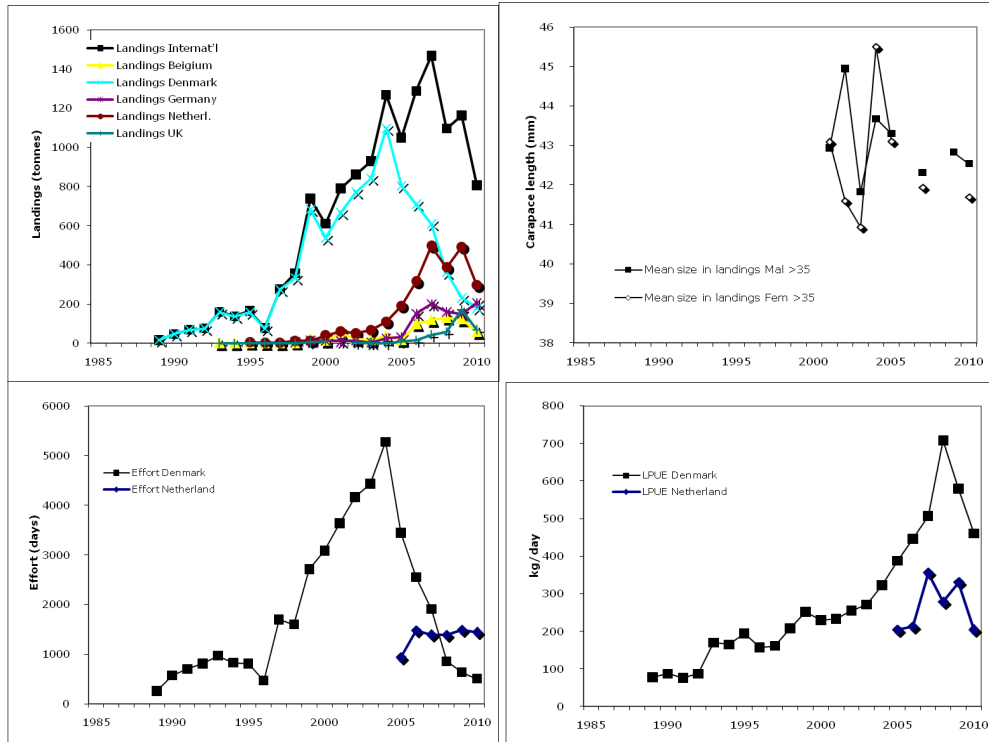 1600
1400
120
100
800
600
400
200
0
Landings (tonnes)
Landings Internat'l
Landings Beigium
Landings Denmark
Landings Germany
Landings Netherl.
Landings UK
1985 1990 1995 2000 2005 2010
46
45
44
43
42
41
40
39
38
Carapace length (mm)
Mean size in landings Mal >35
Mean size in landings Fem >35
1985 1990 1995 2000 2005 2010
6000
5000
4000
3000
2000
1000
0
Effort (days)
Effort Denmark
Effort Netherland
1985 1990 1995 2000 2005 2010
800
700
600
500
400
300
200
100
0
kg/day
LPUE Denmark
LPUE Netherland
1985 1990 1995 2000 2005 2010